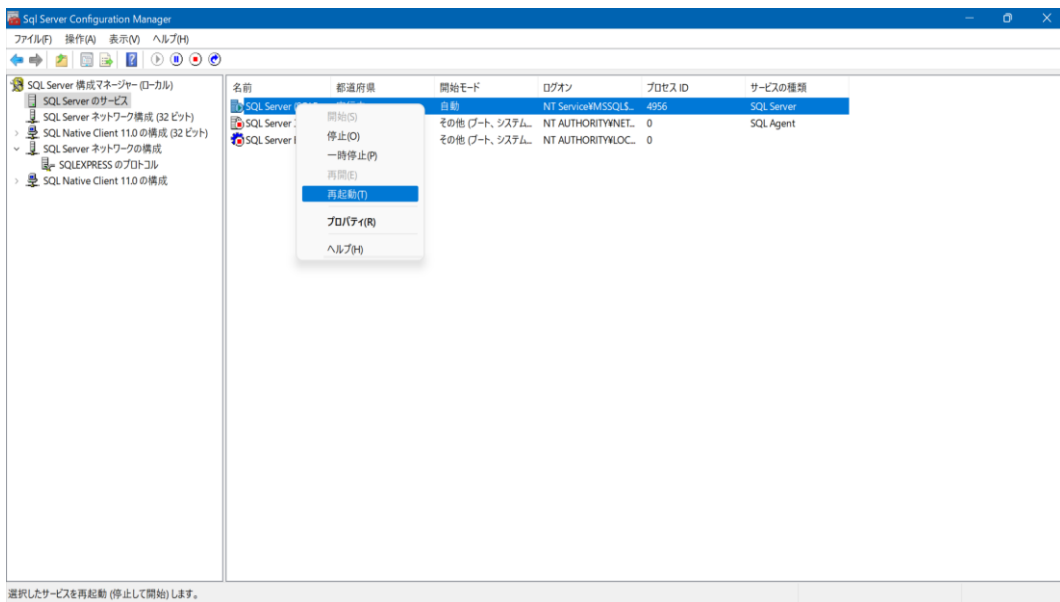 Sql Server Configuration Manager
ファイル(F) 操作(A) 表示(V) ヘルプ(H)
SQL Server 構成マネージャー (ローカル)
SQL Server のサービス
SQL Server ネットワーク構成 (32 ビット)
SQL Native Client 11.0 の構成 (32 ビット)
SQL Server ネットワークの構成
SQLEXPRESS のプロトコル
SQL Native Client 11.0 の構成
名前 都道府県 開始モード ログオン プロセス ID サービスの種類
SQL Server 自動 NT Service¥MSSQL$... 4956 SQL Server
SQL Server その他 (ブート、システム... NT AUTHORITY¥NET... 0 SQL Agent
SQL Server その他 (ブート、システム... NT AUTHORITY¥LOC... 0
開始(S)
停止(O)
一時停止(P)
再開(E)
再起動(T)
プロパティ(R)
ヘルプ(H)
選択したサービスを再起動 (停止して開始) します。